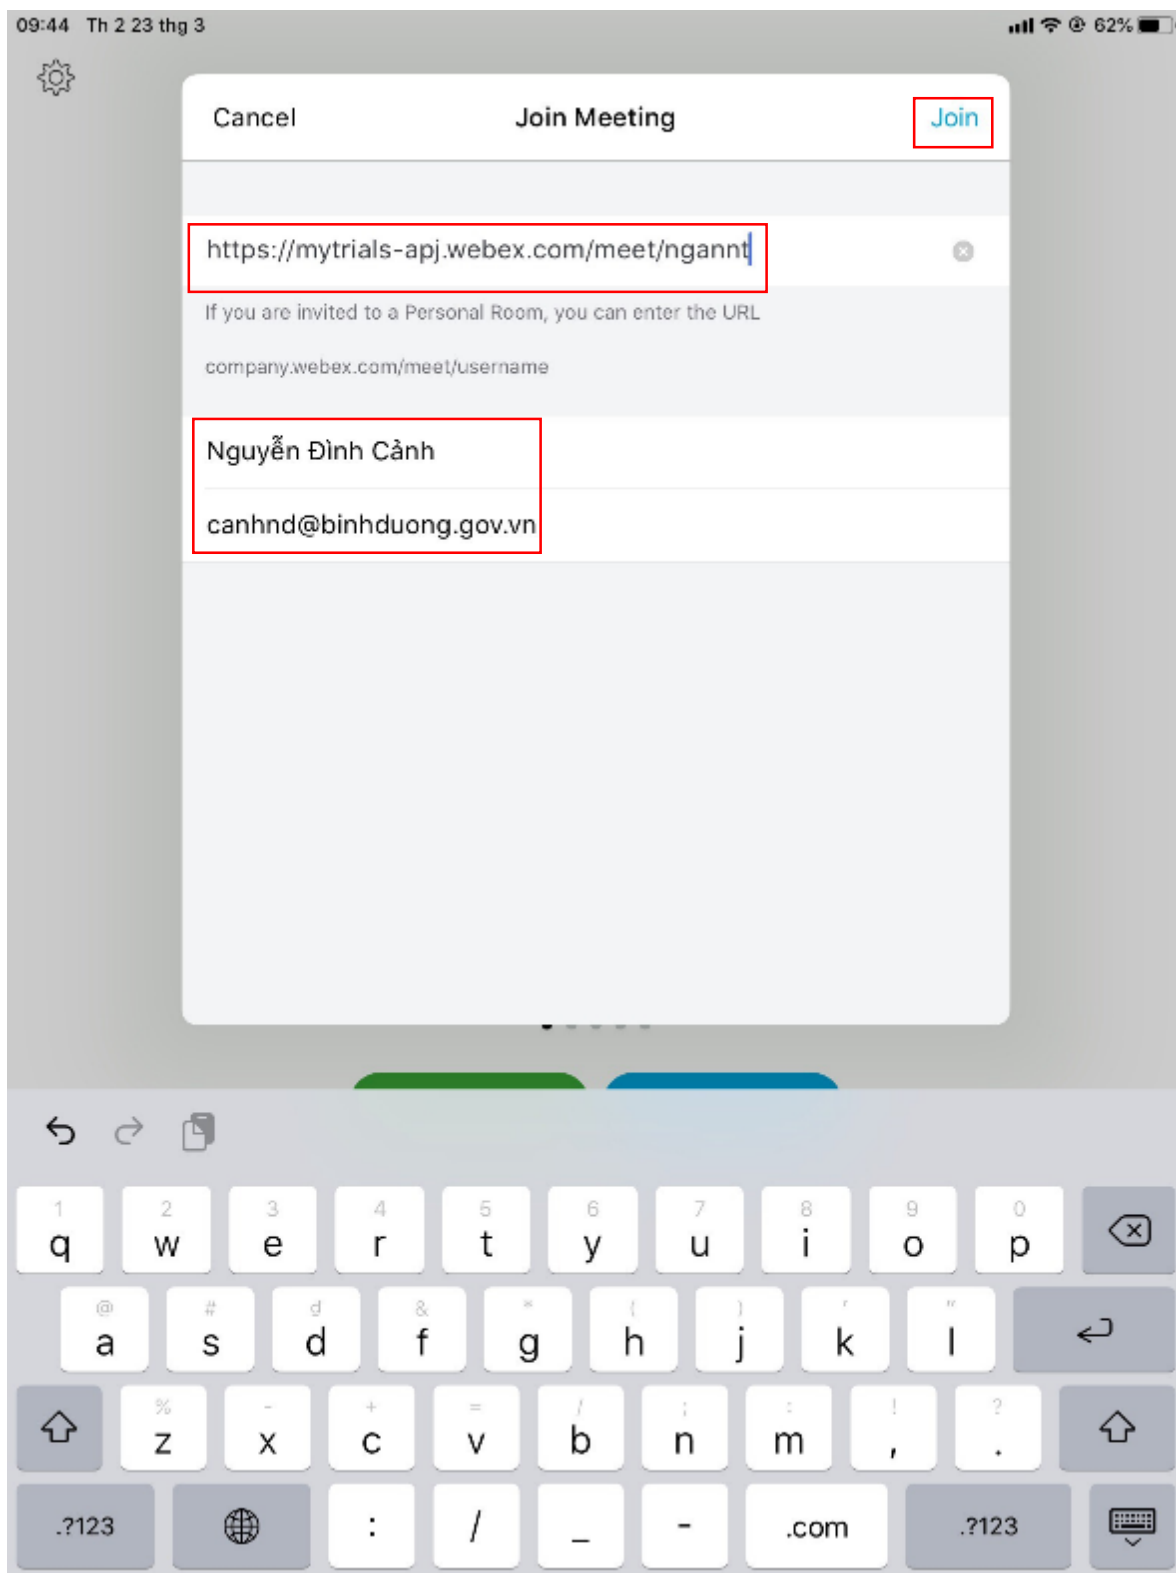 09:44 Th 2 23 thg 3
62%
Cancel Join Meeting Join
https://mytrials-apj.webex.com/meet/ngannt
If you are invited to a Personal Room, you can enter the URL
company.webex.com/meet/username
Nguyễn Đình Cảnh
canhnd@binhduong.gov.vn
1 2 3 4 5 6 7 8 9 0
q w e r t y u i o p
@ # đ & * ( ) ' "
a s d f g h j k l
% - + = / ; : ! ?
z x c v b n m , .
.?123 : / _ - .com .?123